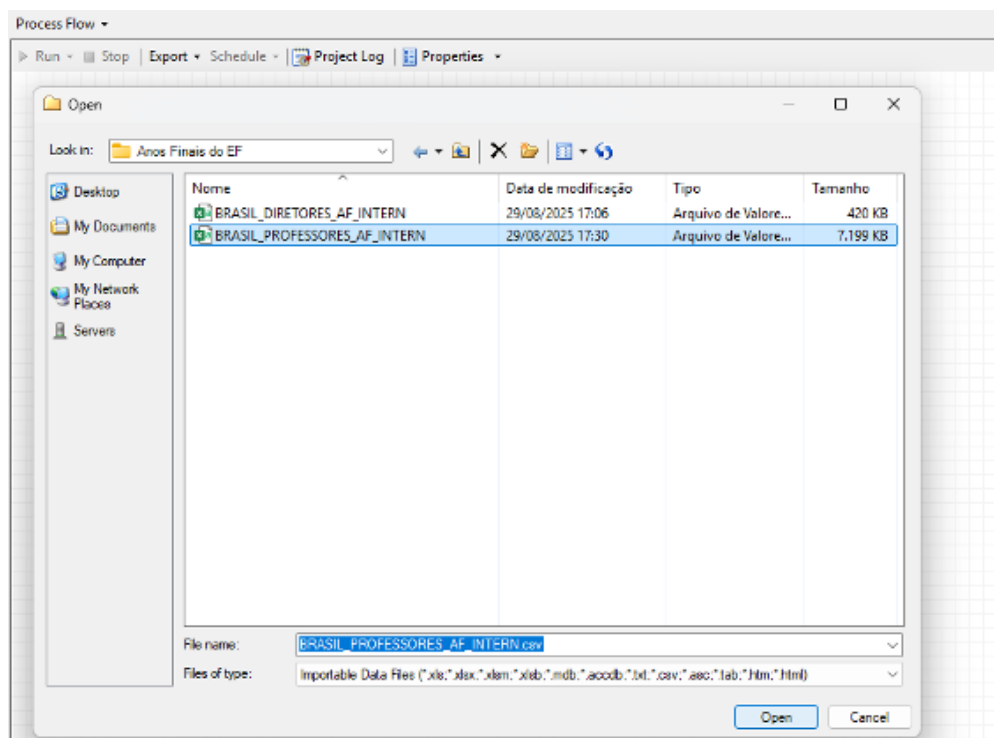 Process Flow
Run Stop Export Schedule Project Log Properties
Open
Look in: Anos Finais do EF
Desktop
My Documents
My Computer
My Network
Places
Servers
Nome Data de modificação Tipo Tamanho
BRASIL_DIRETORES_AF_INTERN 29/08/2025 17:06 Arquivo de Valore... 420 KB
BRASIL_PROFESSORES_AF_INTERN 29/08/2025 17:30 Arquivo de Valore... 7.199 KB
File name: BRASIL_PROFESSORES_AF_INTERN.csv
Files of type: Importable Data Files (*.xls;*.xlsx;*.xlsm;*.xlsb;*.mdb;*.accdb;*.txt;*.csv;*.asc;*.tab;*.htm;*.html)
Open Cancel